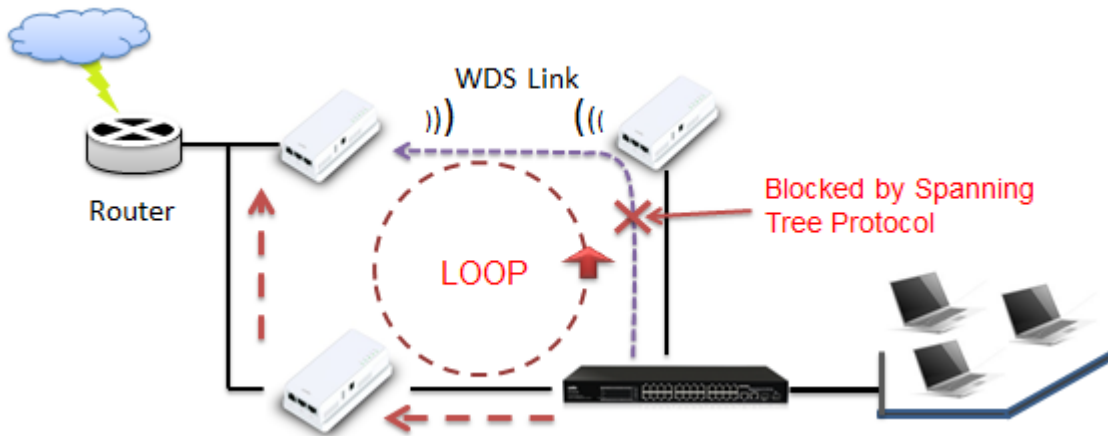 WDS Link
Router
Blocked by Spanning
Tree Protocol
LOOP